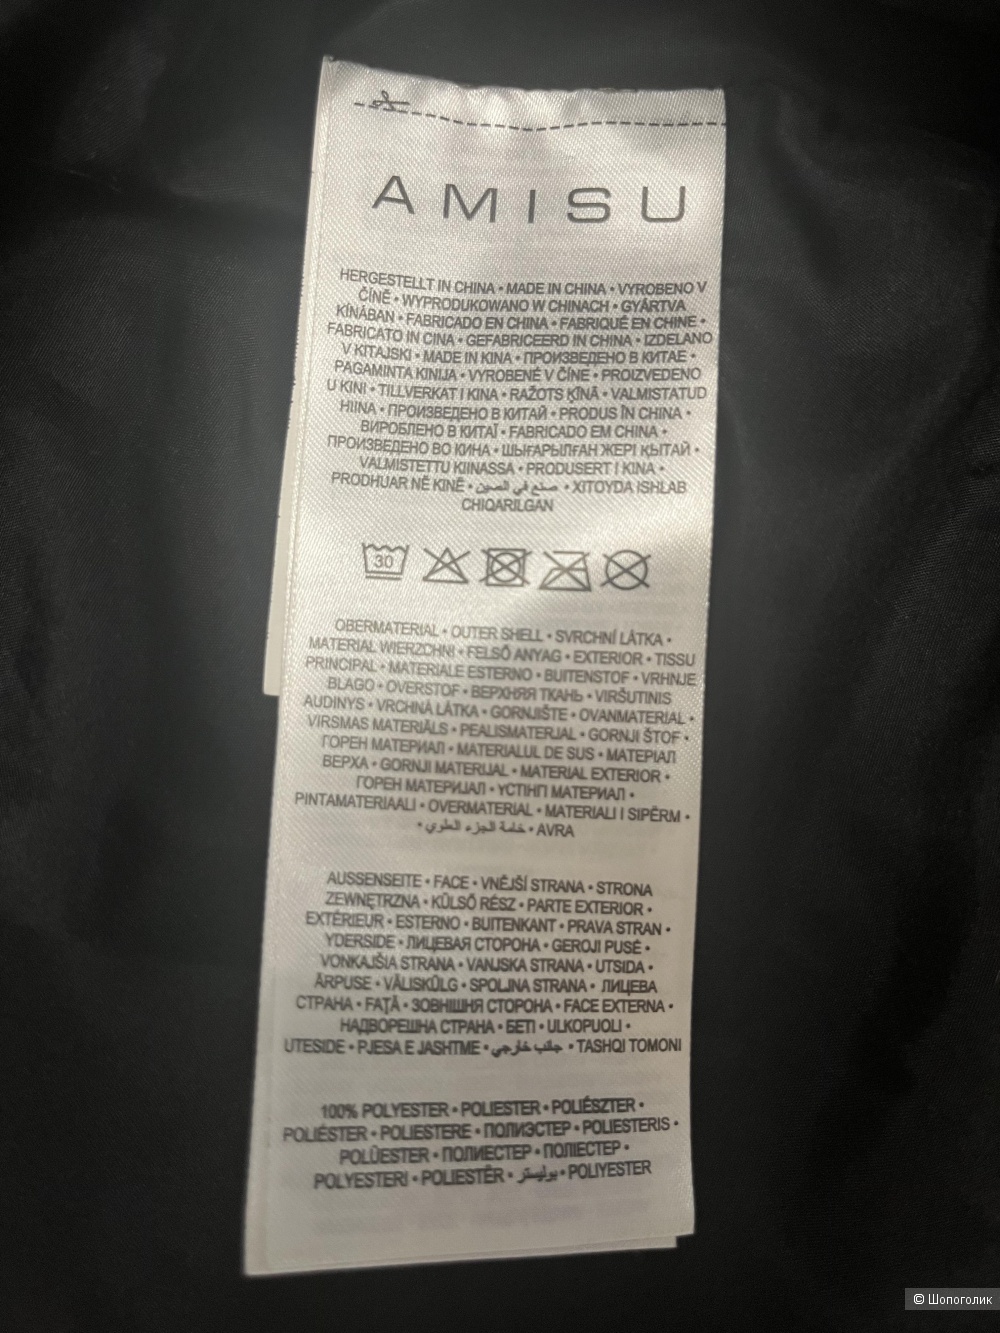 AMISU
HERGESTELLT IN CHINA • MADE IN CHINA • VYROBENO V
ČÍNĚ • WYPRODUKOWANO W CHINACH • GYÁRTVA
KÍNÁBAN • FABRICADO EN CHINA • FABRIQUÉ EN CHINE •
FABRICATO IN CINA • GEFABRICEERD IN CHINA • IZDELANO
V KITAJSKI • MADE IN KINA • ПРОИЗВЕДЕНО В КИТАЕ •
PAGAMINTA KINIJA • VYROBENÉ V ČÍNE • PROIZVEDENO
U KINI • TILLVERKAT I KINA • RAŽOTS ĶĪNĀ • VALMISTATUD
HIINA • ПРОИЗВЕДЕНО В КИТАЙ • PRODUS ÎN CHINA •
ВИРОБЛЕНО В КИТАЇ • FABRICADO EM CHINA •
ПРОИЗВЕДЕНО ВО КИНА • ШЫҒАРЫЛҒАН ЖЕРІ ҚЫТАЙ •
VALMISTETTU KIINASSA • PRODUSERT I KINA •
PRODHUAR NË KINË • صنع في الصين • XITOYDA ISHLAB
CHIQARILGAN
30
OBERMATERIAL • OUTER SHELL • SVRCHNÍ LÁTKA •
MATERIAŁ WIERZCHNI • FELSŐ ANYAG • EXTERIOR • TISSU
PRINCIPAL • MATERIALE ESTERNO • BUITENSTOF • VRHNJE
BLAGO • OVERSTOF • ВЕРХНЯЯ ТКАНЬ • VIRŠUTINIS
AUDINYS • VRCHNÁ LÁTKA • GORNJIŠTE • OVANMATERIAL •
VIRSMAS MATERIĀLS • PEALISMATERJAL • GORNJI ŠTOF •
ГОРЕН МАТЕРИАЛ • MATERIALUL DE SUS • МАТЕРІАЛ
ВЕРХА • GORNJI MATERIJAL • MATERIAL EXTERIOR •
ГОРЕН МАТЕРИЈАЛ • ҮСТІҢГІ МАТЕРИАЛ •
PINTAMATERIAALI • OVERMATERIAL • MATERIALI I SIPËRM •
خامة الجزء العلوي • AVRA •
AUSSENSEITE • FACE • VNĚJŠÍ STRANA • STRONA
ZEWNĘTRZNA • KÜLSŐ RÉSZ • PARTE EXTERIOR •
EXTÉRIEUR • ESTERNO • BUITENKANT • PRAVA STRAN •
YDERSIDE • ЛИЦЕВАЯ СТОРОНА • GEROJI PUSĖ •
VONKAJŠIA STRANA • VANJSKA STRANA • UTSIDA •
ĀRPUSE • VÄLISKÜLG • SPOLJNA STRANA • ЛИЦЕВА
СТРАНА • FAȚĂ • ЗОВНІШНЯ СТОРОНА • FACE EXTERNA •
НАДВОРЕШНА СТРАНА • БЕТІ • ULKOPUOLI •
UTESIDE • PJESA E JASHTME • جانب خارجي • TASHQI TOMONI
100% POLYESTER • POLIESTER • POLIÉSZTER •
POLIÉSTER • POLIESTERE • ПОЛИЭСТЕР • POLIESTERIS •
POLÜESTER • ПОЛИЕСТЕР • ПОЛІЕСТЕР •
POLYESTERI • POLIESTËR • بوليستر • POLIYESTER
© Шопоголик